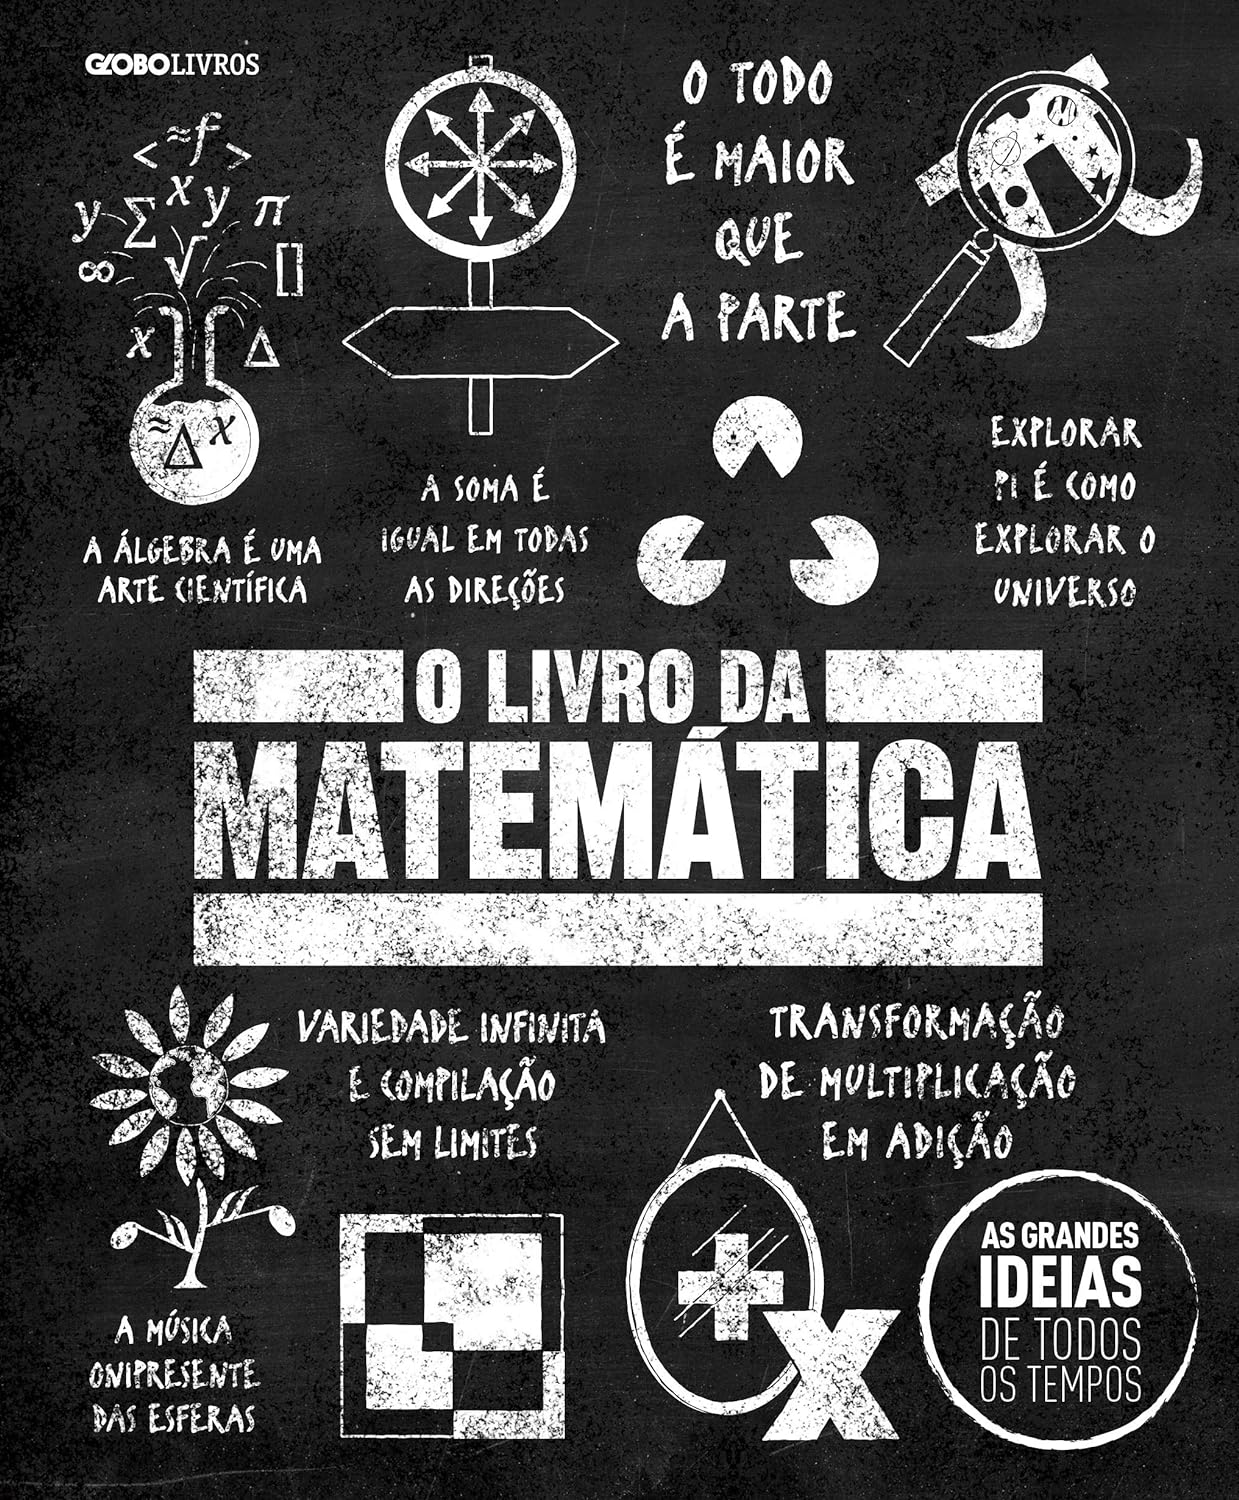 GLOBOLIVROS
≈f
< >
y Σ x y π
∞ √ []
x Δ
≈ Δ x
A ÁLGEBRA É UMA
ARTE CIENTÍFICA
A SOMA É
IGUAL EM TODAS
AS DIREÇÕES
O TODO
É MAIOR
QUE
A PARTE
EXPLORAR
PI É COMO
EXPLORAR O
UNIVERSO
O LIVRO DA
MATEMÁTICA
A MÚSICA
ONIPRESENTE
DAS ESFERAS
VARIEDADE INFINITA
E COMPILAÇÃO
SEM LIMITES
TRANSFORMAÇÃO
DE MULTIPLICAÇÃO
EM ADIÇÃO
+
X
AS GRANDES
IDEIAS
DE TODOS
OS TEMPOS